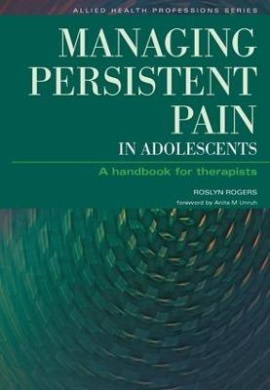 ALLIED HEALTH PROFESSIONS SERIES
MANAGING
PERSISTENT
PAIN
IN ADOLESCENTS
A handbook for therapists
ROSLYN ROGERS
foreword by Anita M Unruh